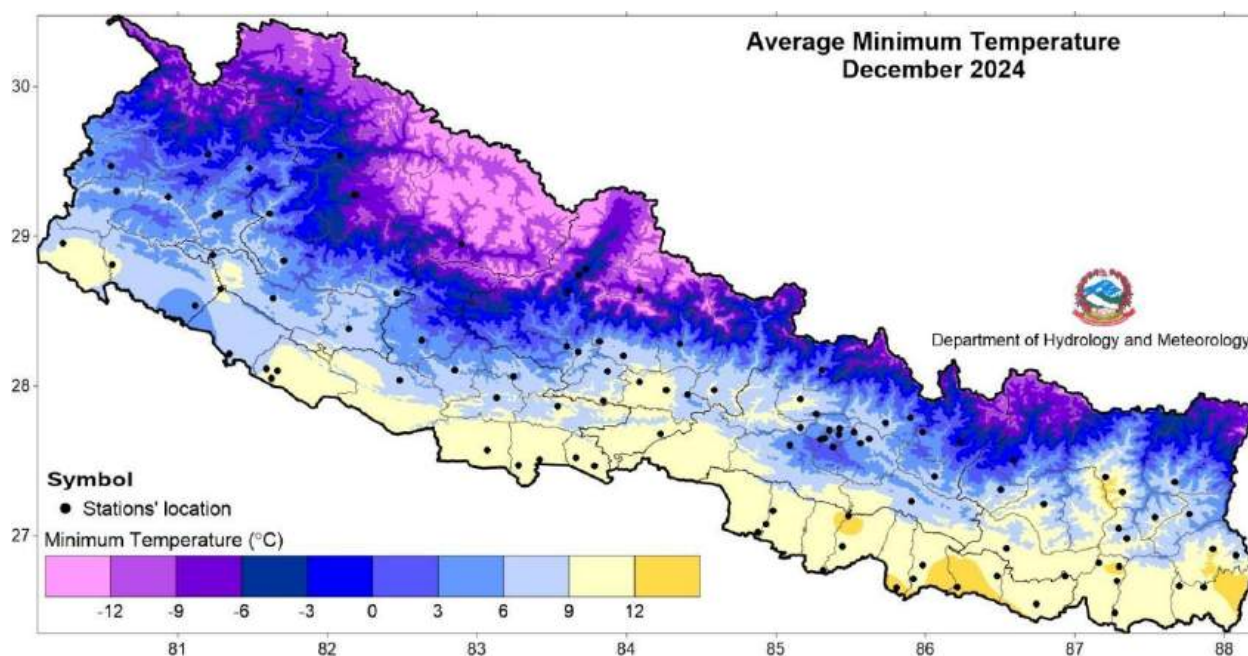 Average Minimum Temperature
December 2024
30
29
Department of Hydrology and Meteorology
28
Symbol
Stations' location
27
Minimum Temperature (°C)
-12 -9 -6 -3 0 3 6 9 12
81 82 83 84 85 86 87 88